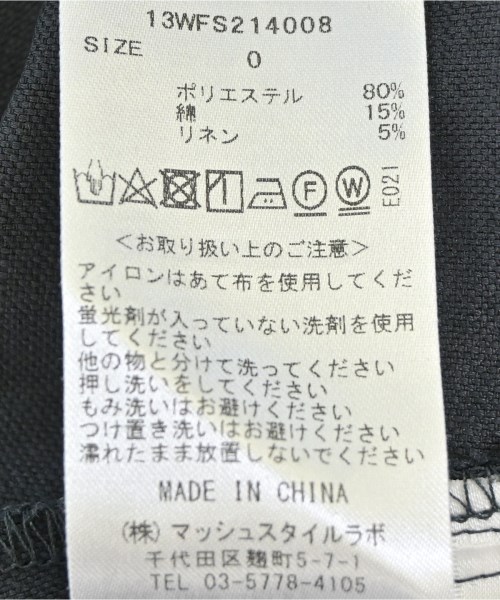 13WFS214008
SIZE 0
ポリエステル 80%
綿 15%
リネン 5%
F W E021
<お取り扱い上のご注意>
アイロンはあて布を使用してくだ
さい
蛍光剤が入っていない洗剤を使用
してください
他の物と分けて洗ってください
押し洗いをしてください
もみ洗いはお避けください
つけ置き洗いはお避けください
濡れたまま放置しないでください
MADE IN CHINA
(株)マッシュスタイルラボ
千代田区麹町5-7-1
TEL 03-5778-4105